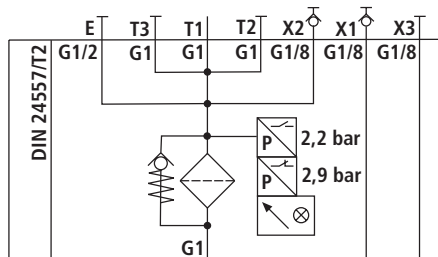 E T3 T1 T2 X2 X1 X3
G1/2 G1 G1 G1 G1/8 G1/8 G1/8
DIN 24557/T2
P 2,2 bar
P 2,9 bar
G1